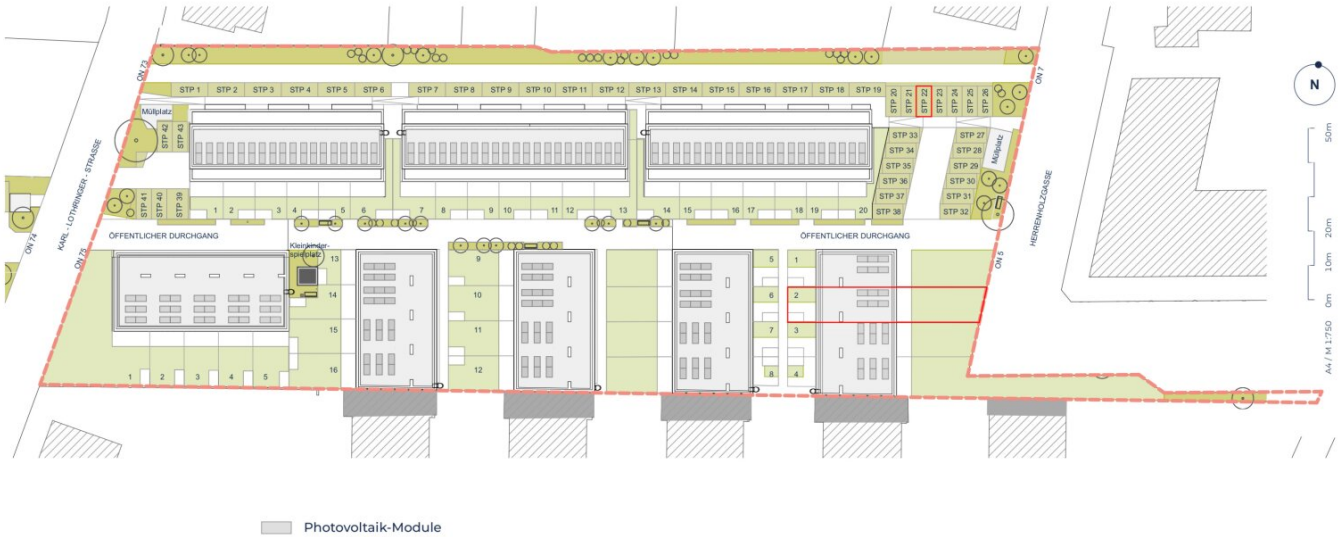 ON 73
ON 7
N
STP 1 STP 2 STP 3 STP 4 STP 5 STP 6 STP 7 STP 8 STP 9 STP 10 STP 11 STP 12 STP 13 STP 14 STP 15 STP 16 STP 17 STP 18 STP 19 STP 20 STP 21 STP 22 STP 23 STP 24 STP 25 STP 26
Müllplatz
STP 42 STP 43
STP 33 STP 27
STP 34 STP 28
STP 35 STP 29
STP 36 STP 30
STP 37 STP 31
STP 38 STP 32
Müllplatz
KARL - LOTHRINGER - STRASSE
HERRENHOLZGASSE
STP 41 STP 40 STP 39
1 2 3 4 5 6 7 8 9 10 11 12 13 14 15 16 17 18 19 20
ON 74
ON 75
ÖFFENTLICHER DURCHGANG
ÖFFENTLICHER DURCHGANG
ON 5
Kleinkinder-
spielplatz
13 9 5 1
14 10 6 2
15 11 7 3
16 12 8 4
1 2 3 4 5
50m
20m
10m
0m
A4 / M 1:750
Photovoltaik-Module